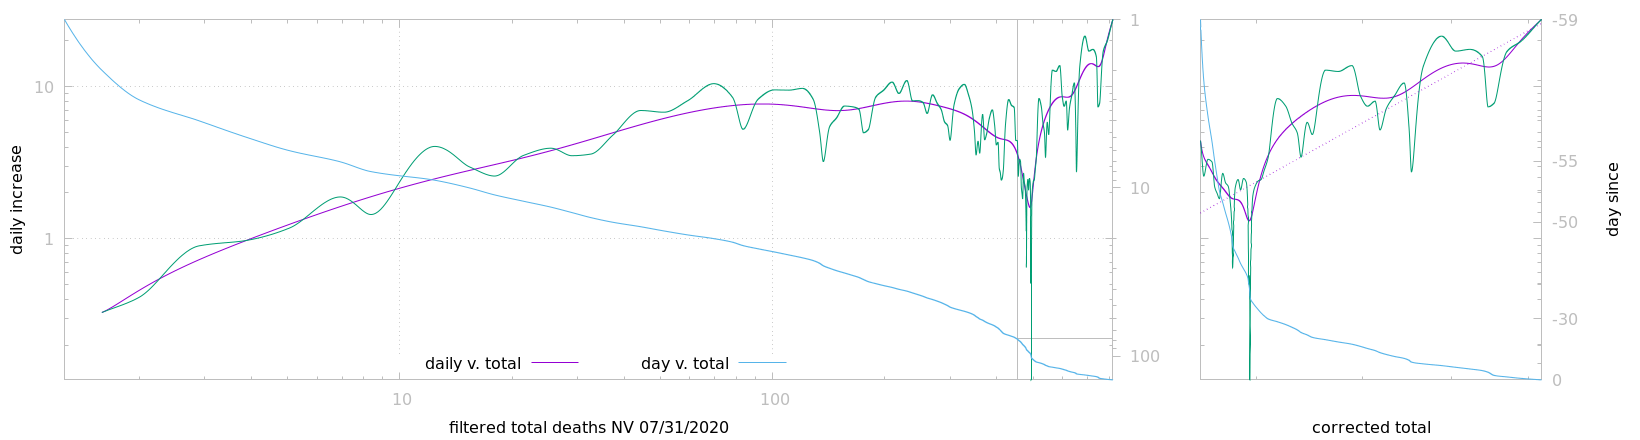 daily increase
10
1
daily v. total
day v. total
10
100
1
10
100
filtered total deaths NV 07/31/2020
-59
-55
-50
-30
0
day since
corrected total